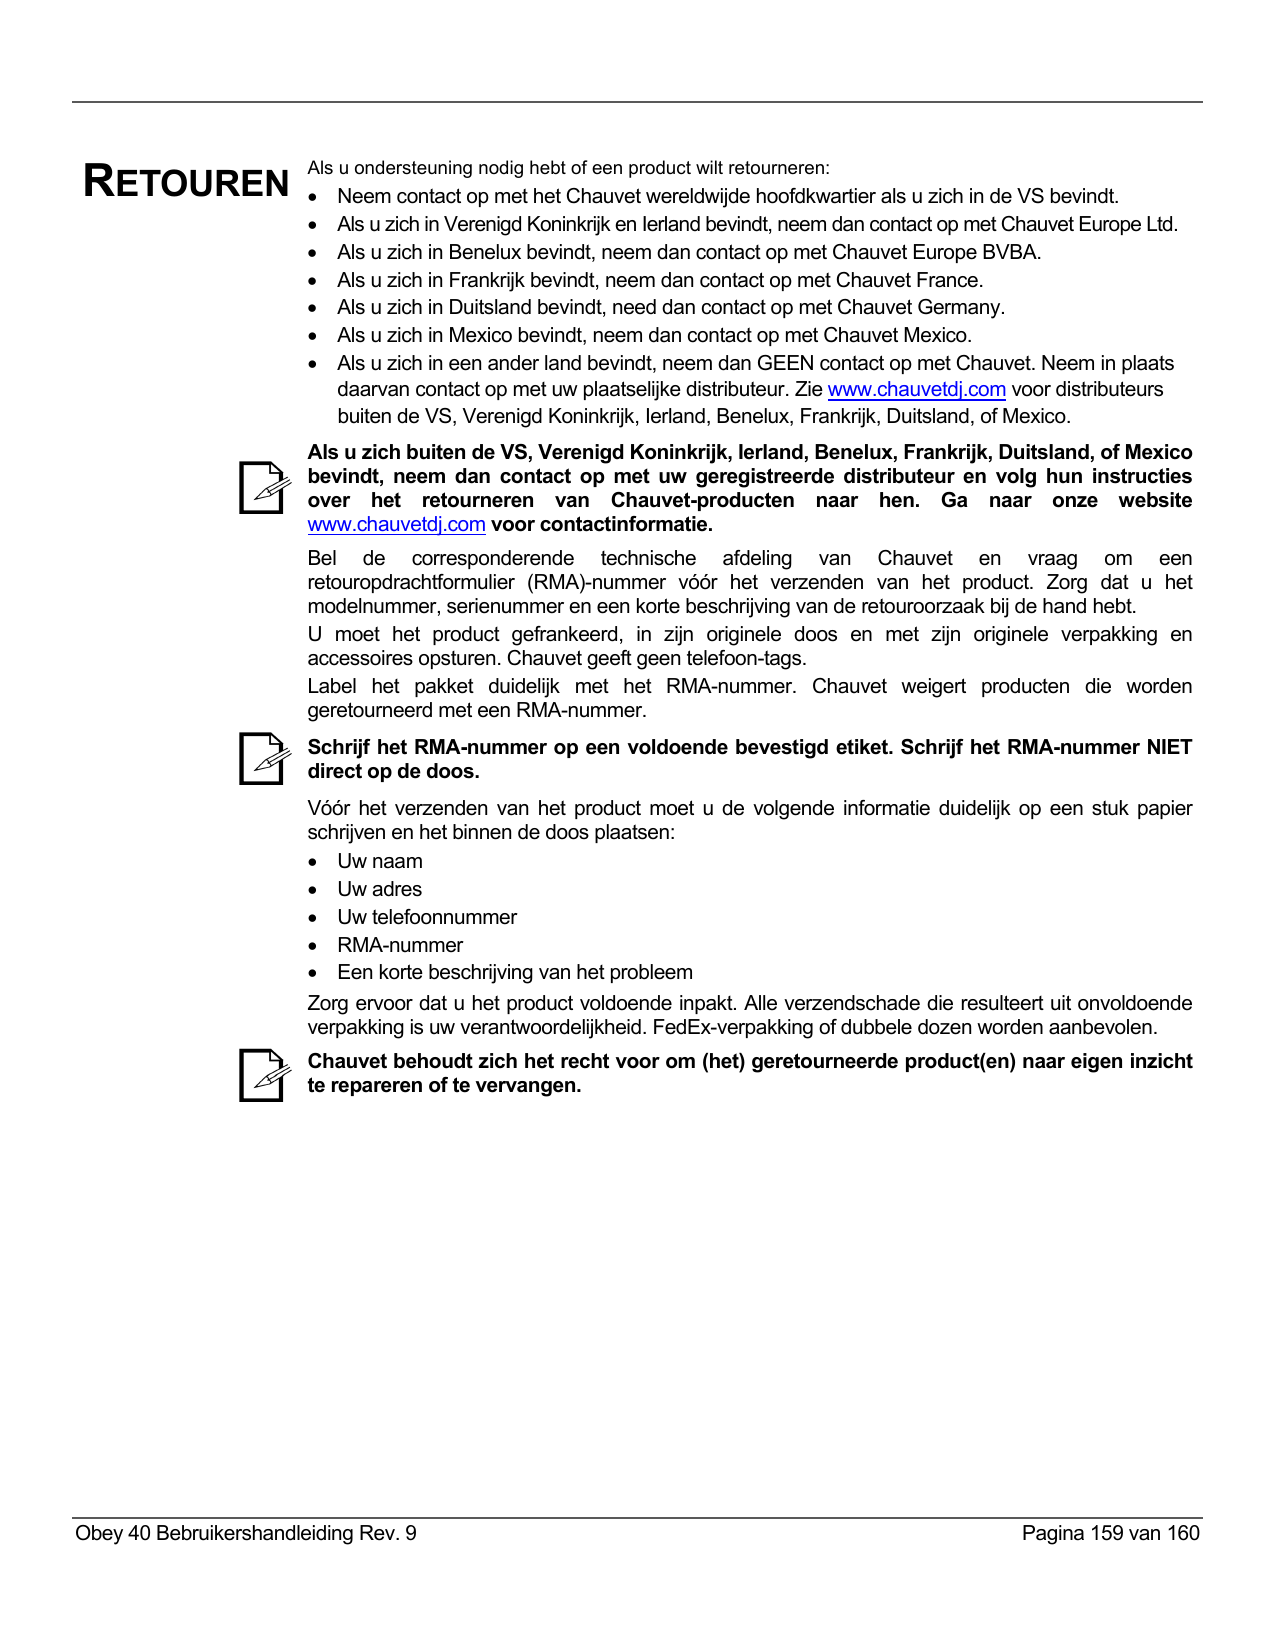 RETOUREN
Als u ondersteuning nodig hebt of een product wilt retourneren:
• Neem contact op met het Chauvet wereldwijde hoofdkwartier als u zich in de VS bevindt.
• Als u zich in Verenigd Koninkrijk en Ierland bevindt, neem dan contact op met Chauvet Europe Ltd.
• Als u zich in Benelux bevindt, neem dan contact op met Chauvet Europe BVBA.
• Als u zich in Frankrijk bevindt, neem dan contact op met Chauvet France.
• Als u zich in Duitsland bevindt, need dan contact op met Chauvet Germany.
• Als u zich in Mexico bevindt, neem dan contact op met Chauvet Mexico.
• Als u zich in een ander land bevindt, neem dan GEEN contact op met Chauvet. Neem in plaats
daarvan contact op met uw plaatselijke distributeur. Zie www.chauvetdj.com voor distributeurs
buiten de VS, Verenigd Koninkrijk, Ierland, Benelux, Frankrijk, Duitsland, of Mexico.
Als u zich buiten de VS, Verenigd Koninkrijk, Ierland, Benelux, Frankrijk, Duitsland, of Mexico
bevindt, neem dan contact op met uw geregistreerde distributeur en volg hun instructies
over het retourneren van Chauvet-producten naar hen. Ga naar onze website
www.chauvetdj.com voor contactinformatie.
Bel de corresponderende technische afdeling van Chauvet en vraag om een
retouropdrachtformulier (RMA)-nummer vóór het verzenden van het product. Zorg dat u het
modelnummer, serienummer en een korte beschrijving van de retouroorzaak bij de hand hebt.
U moet het product gefrankeerd, in zijn originele doos en met zijn originele verpakking en
accessoires opsturen. Chauvet geeft geen telefoon-tags.
Label het pakket duidelijk met het RMA-nummer. Chauvet weigert producten die worden
geretourneerd met een RMA-nummer.
Schrijf het RMA-nummer op een voldoende bevestigd etiket. Schrijf het RMA-nummer NIET
direct op de doos.
Vóór het verzenden van het product moet u de volgende informatie duidelijk op een stuk papier
schrijven en het binnen de doos plaatsen:
• Uw naam
• Uw adres
• Uw telefoonnummer
• RMA-nummer
• Een korte beschrijving van het probleem
Zorg ervoor dat u het product voldoende inpakt. Alle verzendschade die resulteert uit onvoldoende
verpakking is uw verantwoordelijkheid. FedEx-verpakking of dubbele dozen worden aanbevolen.
Chauvet behoudt zich het recht voor om (het) geretourneerde product(en) naar eigen inzicht
te repareren of te vervangen.
Obey 40 Bebruikershandleiding Rev. 9
Pagina 159 van 160